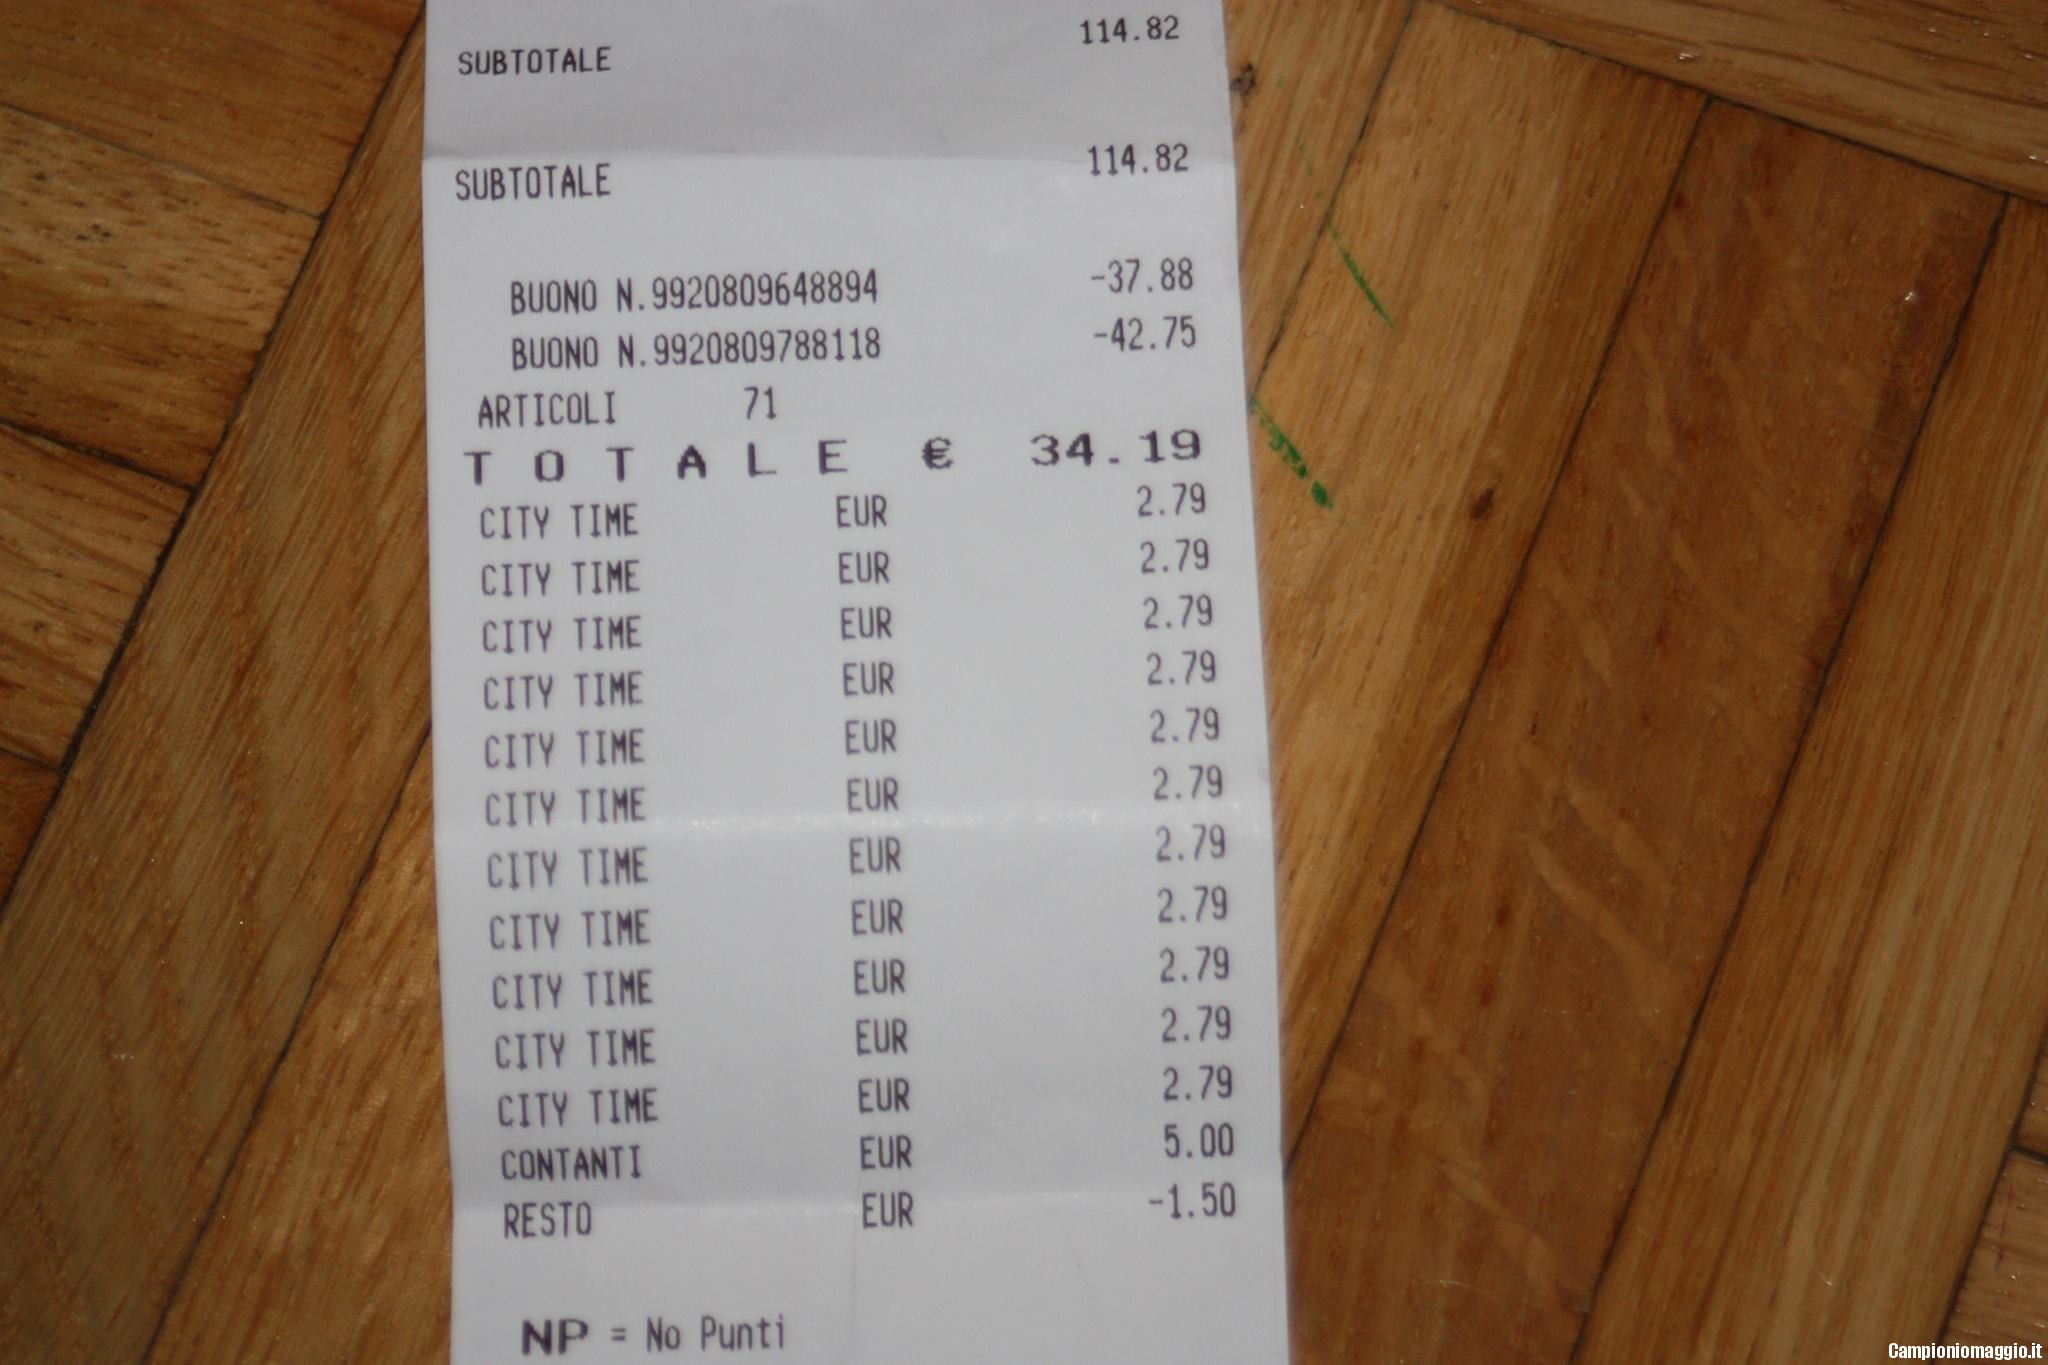 SUBTOTALE 114.82
SUBTOTALE 114.82
BUONO N.9920809648894 -37.88
BUONO N.9920809788118 -42.75
ARTICOLI 71
TOTALE € 34.19
CITY TIME EUR 2.79
CITY TIME EUR 2.79
CITY TIME EUR 2.79
CITY TIME EUR 2.79
CITY TIME EUR 2.79
CITY TIME EUR 2.79
CITY TIME EUR 2.79
CITY TIME EUR 2.79
CITY TIME EUR 2.79
CITY TIME EUR 2.79
CITY TIME EUR 2.79
CONTANTI EUR 5.00
RESTO EUR -1.50
NP = No Punti
Campioniomaggio.it